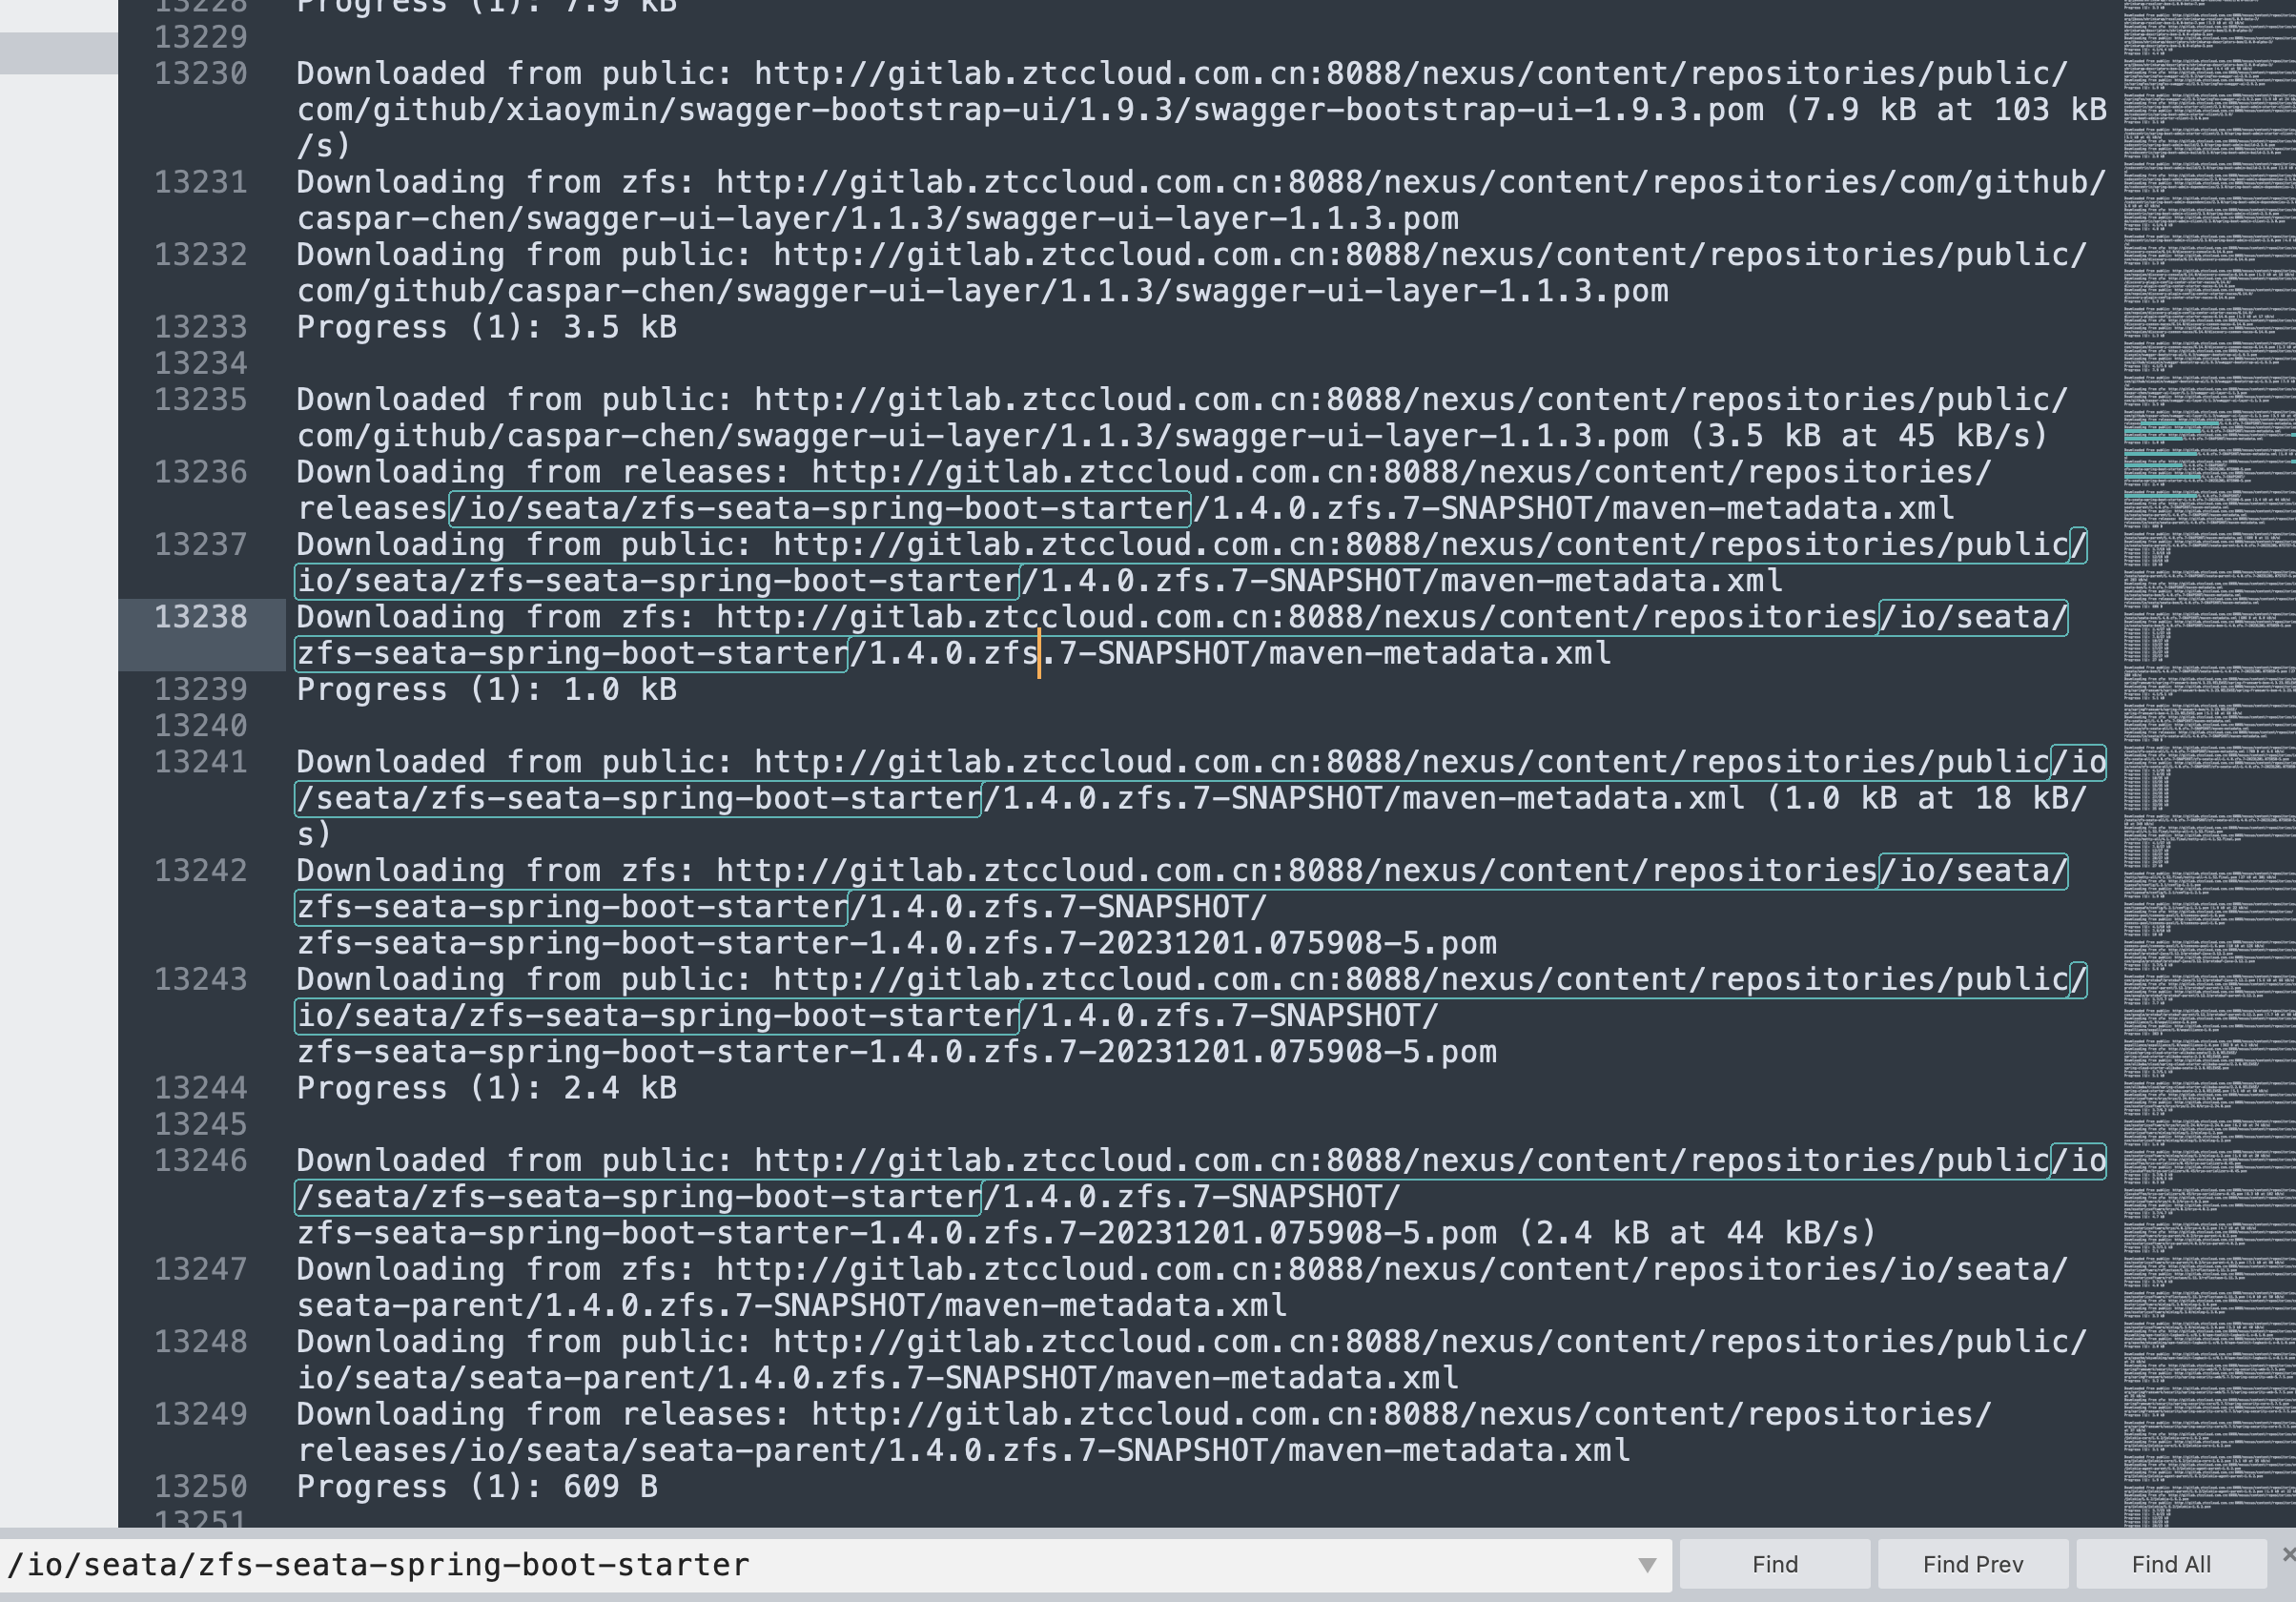 13228 Progress (1): 7.9 kB
13229
13230 Downloaded from public: http://gitlab.ztccloud.com.cn:8088/nexus/content/repositories/public/
com/github/xiaoymin/swagger-bootstrap-ui/1.9.3/swagger-bootstrap-ui-1.9.3.pom (7.9 kB at 103 kB
/s)
13231 Downloading from zfs: http://gitlab.ztccloud.com.cn:8088/nexus/content/repositories/com/github/
caspar-chen/swagger-ui-layer/1.1.3/swagger-ui-layer-1.1.3.pom
13232 Downloading from public: http://gitlab.ztccloud.com.cn:8088/nexus/content/repositories/public/
com/github/caspar-chen/swagger-ui-layer/1.1.3/swagger-ui-layer-1.1.3.pom
13233 Progress (1): 3.5 kB
13234
13235 Downloaded from public: http://gitlab.ztccloud.com.cn:8088/nexus/content/repositories/public/
com/github/caspar-chen/swagger-ui-layer/1.1.3/swagger-ui-layer-1.1.3.pom (3.5 kB at 45 kB/s)
13236 Downloading from releases: http://gitlab.ztccloud.com.cn:8088/nexus/content/repositories/
releases/io/seata/zfs-seata-spring-boot-starter/1.4.0.zfs.7-SNAPSHOT/maven-metadata.xml
13237 Downloading from public: http://gitlab.ztccloud.com.cn:8088/nexus/content/repositories/public/
io/seata/zfs-seata-spring-boot-starter/1.4.0.zfs.7-SNAPSHOT/maven-metadata.xml
13238 Downloading from zfs: http://gitlab.ztccloud.com.cn:8088/nexus/content/repositories/io/seata/
zfs-seata-spring-boot-starter/1.4.0.zfs.7-SNAPSHOT/maven-metadata.xml
13239 Progress (1): 1.0 kB
13240
13241 Downloaded from public: http://gitlab.ztccloud.com.cn:8088/nexus/content/repositories/public/io
/seata/zfs-seata-spring-boot-starter/1.4.0.zfs.7-SNAPSHOT/maven-metadata.xml (1.0 kB at 18 kB/
s)
13242 Downloading from zfs: http://gitlab.ztccloud.com.cn:8088/nexus/content/repositories/io/seata/
zfs-seata-spring-boot-starter/1.4.0.zfs.7-SNAPSHOT/
zfs-seata-spring-boot-starter-1.4.0.zfs.7-20231201.075908-5.pom
13243 Downloading from public: http://gitlab.ztccloud.com.cn:8088/nexus/content/repositories/public/
io/seata/zfs-seata-spring-boot-starter/1.4.0.zfs.7-SNAPSHOT/
zfs-seata-spring-boot-starter-1.4.0.zfs.7-20231201.075908-5.pom
13244 Progress (1): 2.4 kB
13245
13246 Downloaded from public: http://gitlab.ztccloud.com.cn:8088/nexus/content/repositories/public/io
/seata/zfs-seata-spring-boot-starter/1.4.0.zfs.7-SNAPSHOT/
zfs-seata-spring-boot-starter-1.4.0.zfs.7-20231201.075908-5.pom (2.4 kB at 44 kB/s)
13247 Downloading from zfs: http://gitlab.ztccloud.com.cn:8088/nexus/content/repositories/io/seata/
seata-parent/1.4.0.zfs.7-SNAPSHOT/maven-metadata.xml
13248 Downloading from public: http://gitlab.ztccloud.com.cn:8088/nexus/content/repositories/public/
io/seata/seata-parent/1.4.0.zfs.7-SNAPSHOT/maven-metadata.xml
13249 Downloading from releases: http://gitlab.ztccloud.com.cn:8088/nexus/content/repositories/
releases/io/seata/seata-parent/1.4.0.zfs.7-SNAPSHOT/maven-metadata.xml
13250 Progress (1): 609 B
13251
/io/seata/zfs-seata-spring-boot-starter Find Find Prev Find All